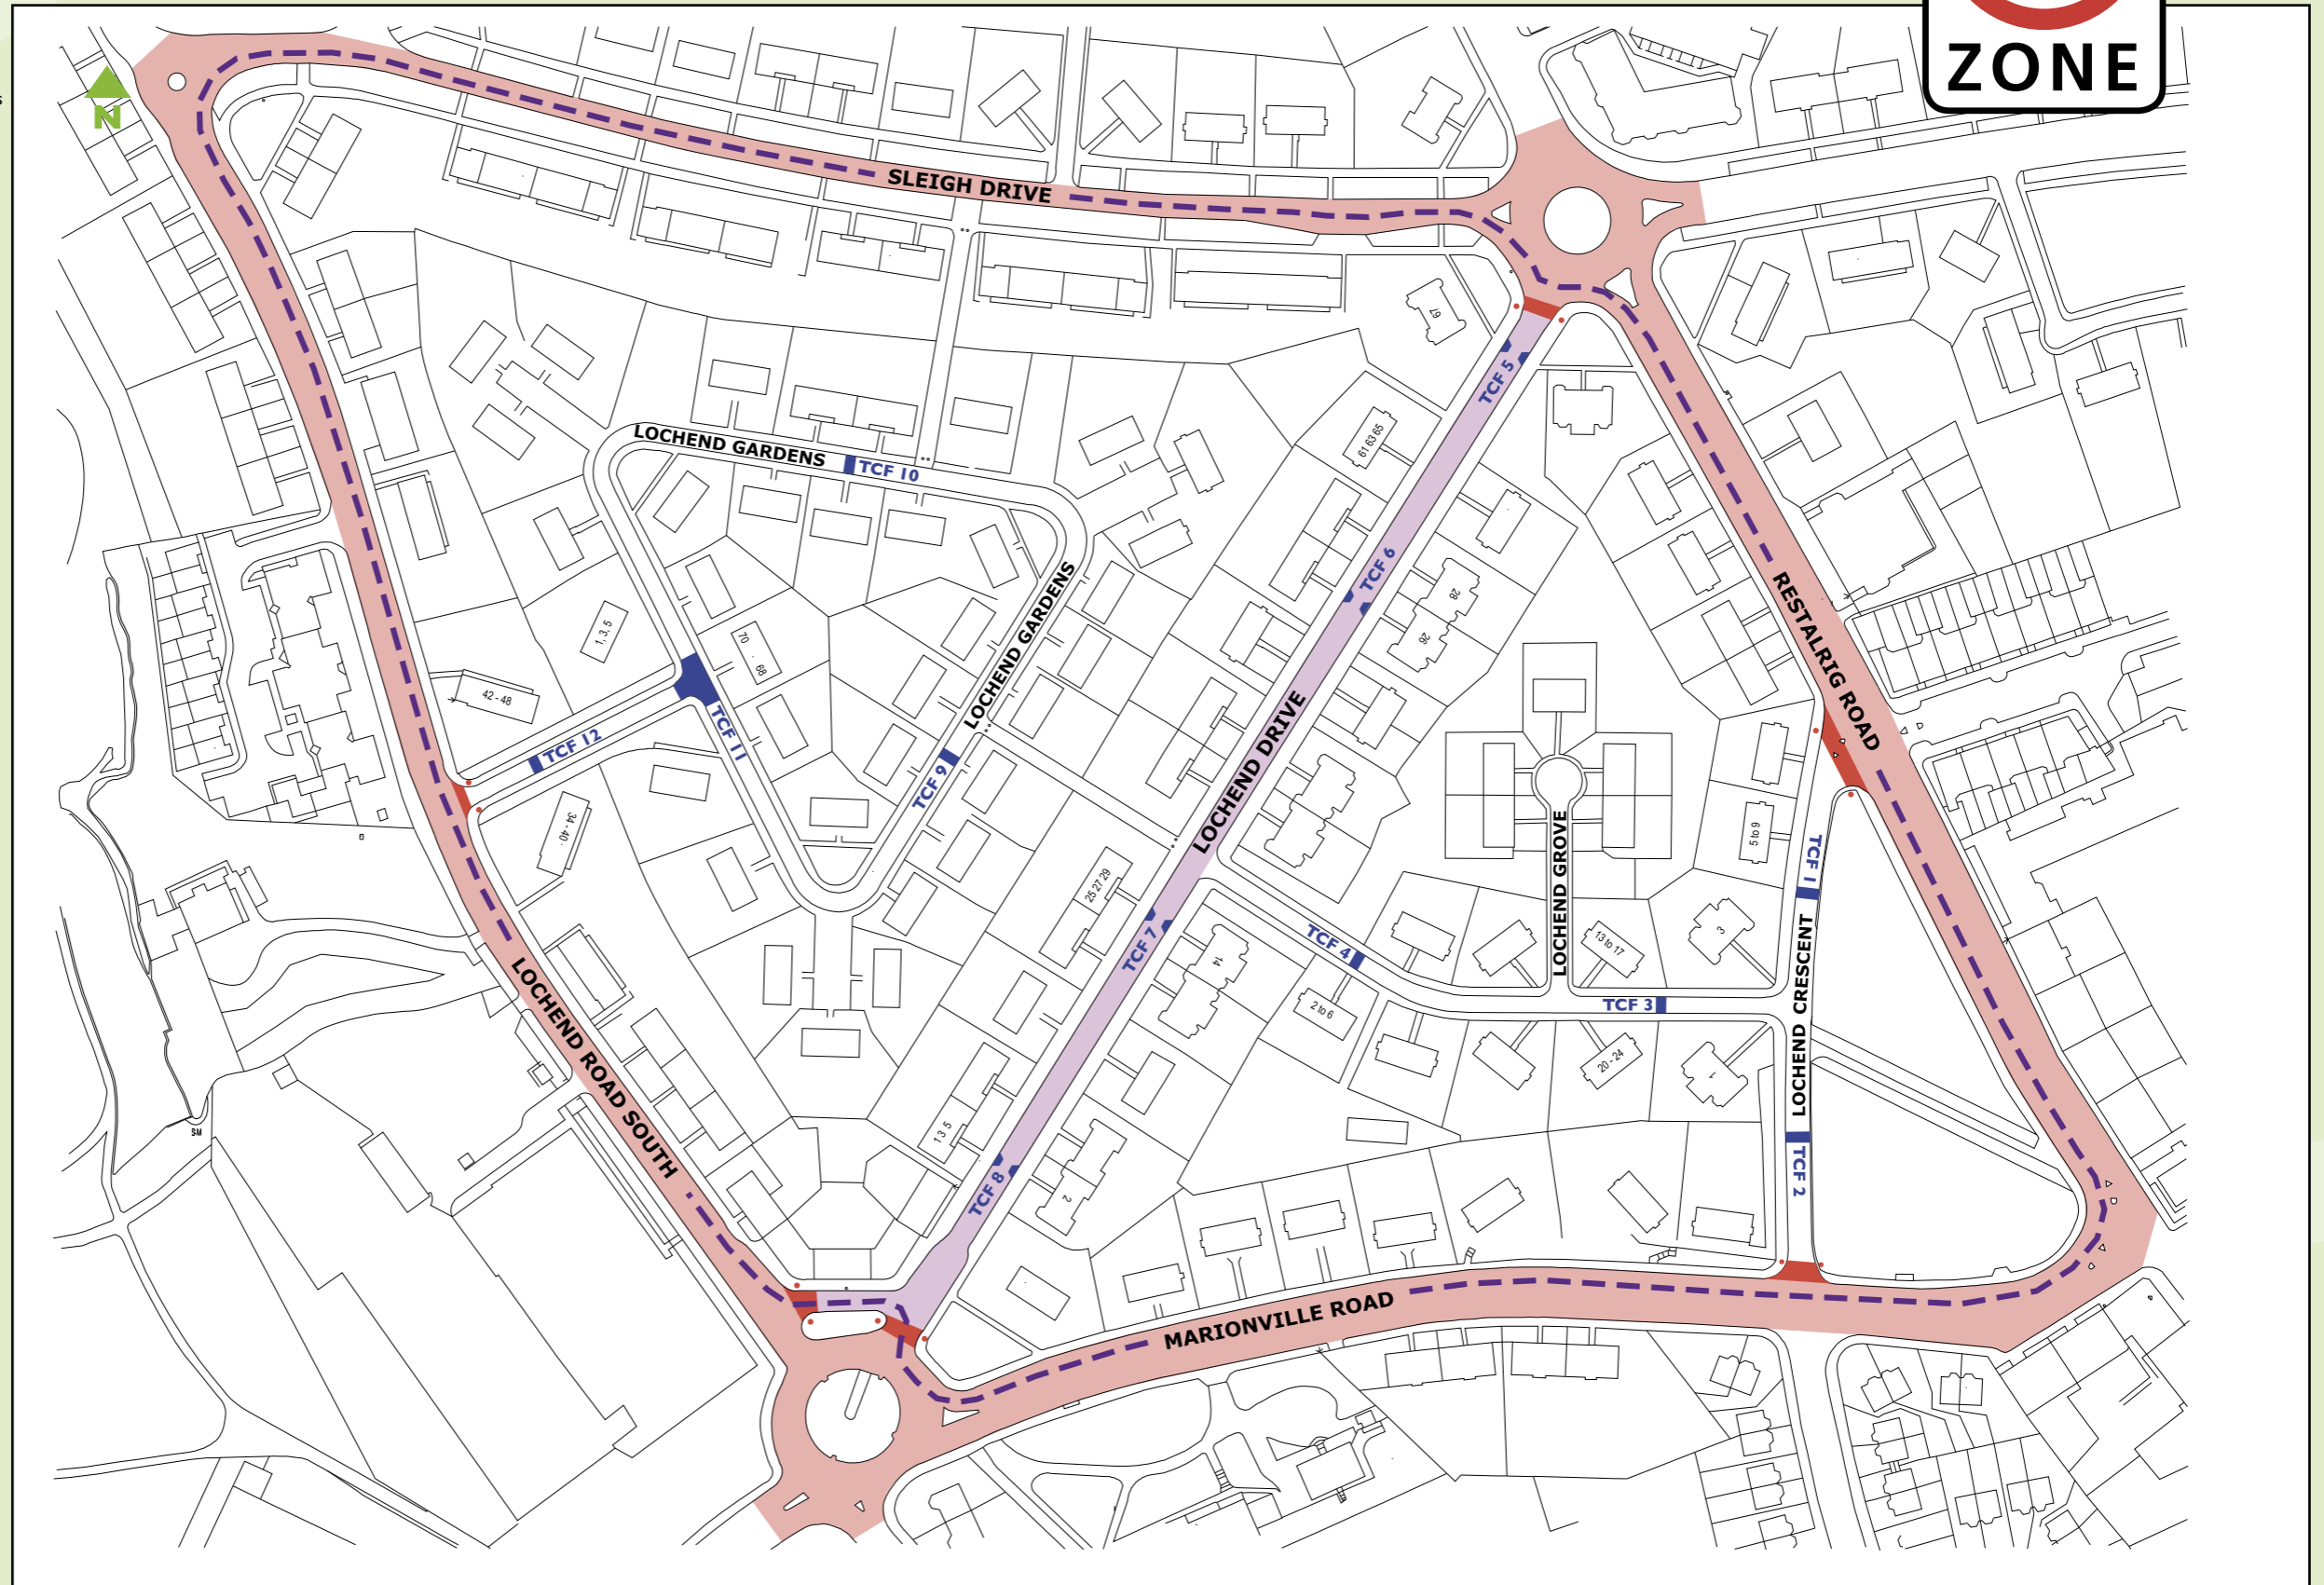 ZONE
N
SLEIGH DRIVE
67
TCF 5
61 63 65
LOCHEND GARDENS
TCF 10
TCF 6
28
26
LOCHEND GARDENS
1, 3, 5
70
68
RESTALRIG ROAD
42 - 48
TCF 11
TCF 12
LOCHEND DRIVE
TCF 9
34 - 40
5 to 9
TCF 1
LOCHEND GROVE
25 27 29
TCF 7
TCF 4
14
13 to 17
3
LOCHEND CRESCENT
TCF 3
2 to 6
20 - 24
1
LOCHEND ROAD SOUTH
SM
1 3 5
TCF 8
2
TCF 2
MARIONVILLE ROAD